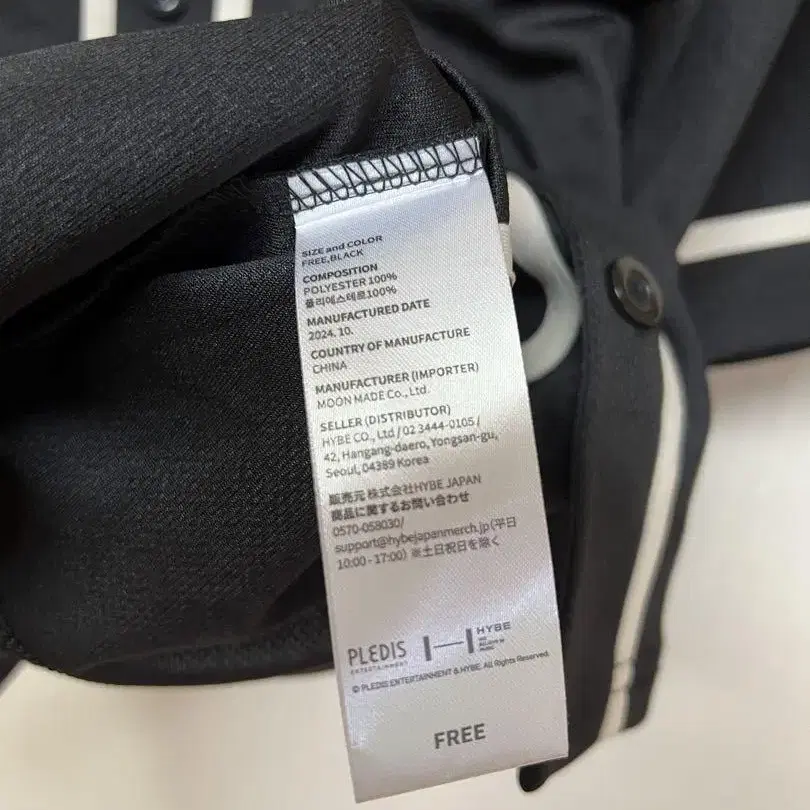 SIZE and COLOR
FREE,BLACK
COMPOSITION
POLYESTER 100%
폴리에스테르100%
MANUFACTURED DATE
2024. 10.
COUNTRY OF MANUFACTURE
CHINA
MANUFACTURER (IMPORTER)
MOON MADE Co., Ltd.
SELLER (DISTRIBUTOR)
HYBE CO., Ltd / 02 3444-0105 /
42, Hangang-daero, Yongsan-gu,
Seoul, 04389 Korea
販売元 株式会社HYBE JAPAN
商品に関するお問い合わせ
0570-058030/
support@hybejapanmerch.jp (平日
10:00 - 17:00) ※土日祝日を除く
PLEDIS
ENTERTAINMENT
HYBE
WE
BELIEVE IN
MUSIC
© PLEDIS ENTERTAINMENT & HYBE. All Rights Reserved.
FREE